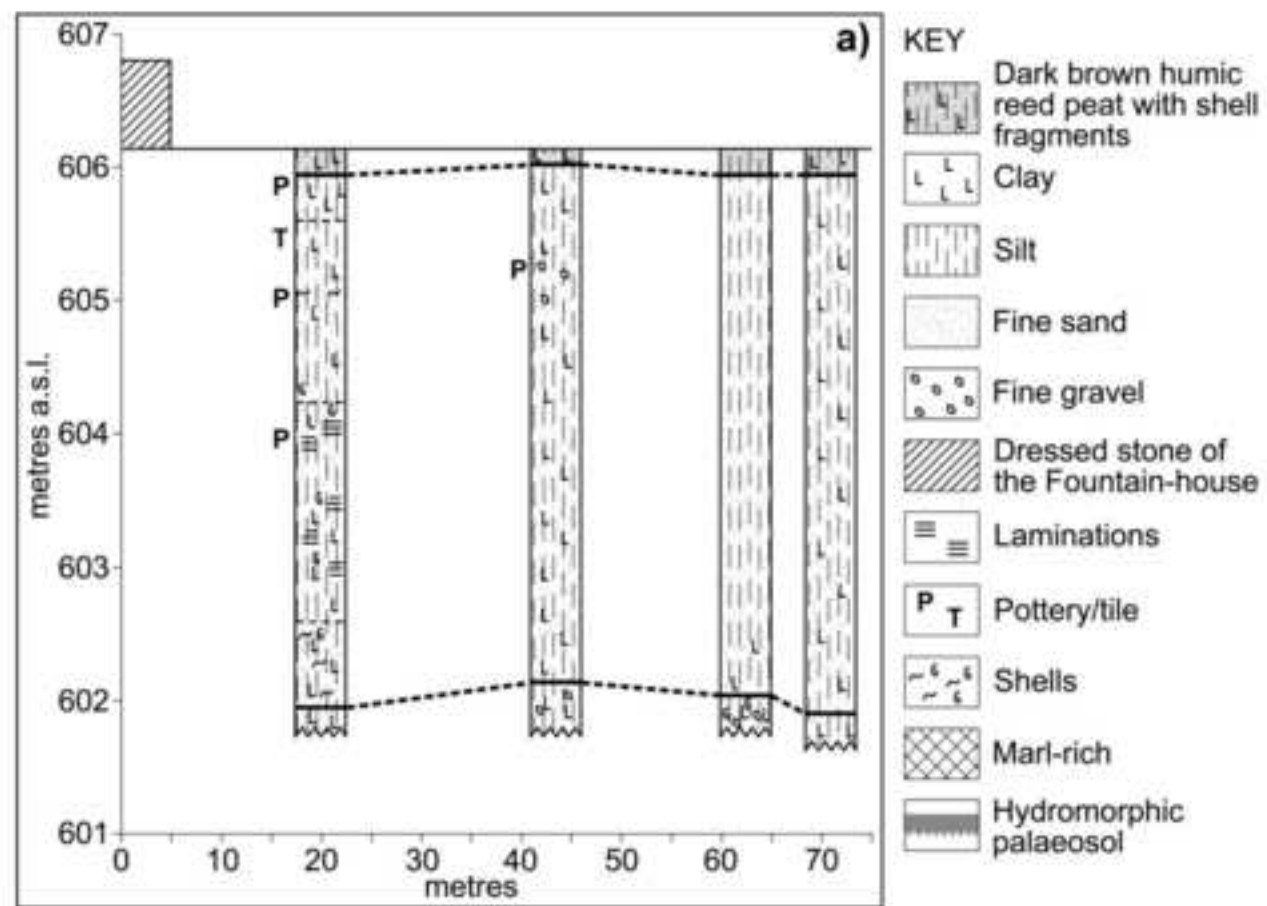 a)
607
606
605
604
603
602
601
metres a.s.l.
P
T
P
P
P
0
10
20
30
40
50
60
70
metres
KEY
Dark brown humic
reed peat with shell
fragments
Clay
Silt
Fine sand
Fine gravel
Dressed stone of
the Fountain-house
Laminations
P T
Pottery/tile
Shells
Marl-rich
Hydromorphic
palaeosol